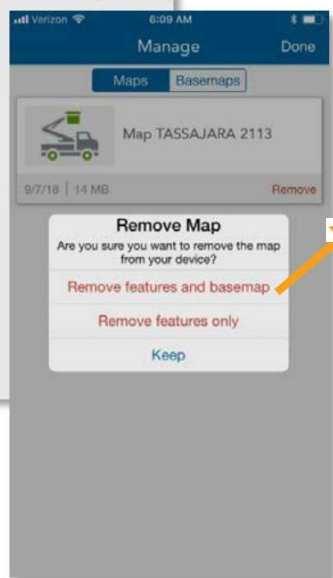 Verizon 6:09 AM
Manage Done
Maps Basemaps
Map TASSAJARA 2113
9/7/18 | 14 MB Remove
Remove Map
Are you sure you want to remove the map
from your device?
Remove features and basemap
Remove features only
Keep